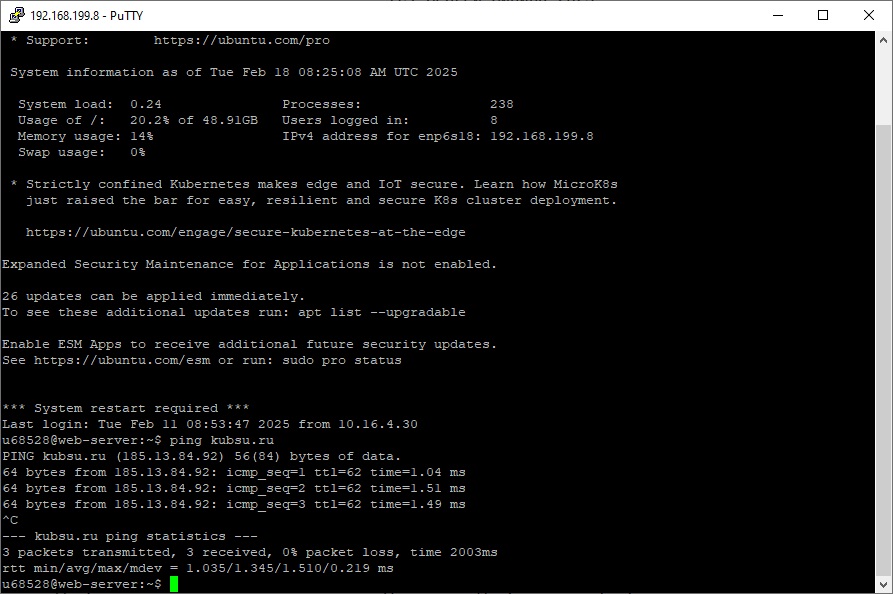 192.168.199.8 - PuTTY
 * Support:        https://ubuntu.com/pro
 System information as of Tue Feb 18 08:25:08 AM UTC 2025
  System load:  0.24               Processes:                238
  Usage of /:   20.2% of 48.91GB   Users logged in:          8
  Memory usage: 14%                IPv4 address for enp6s18: 192.168.199.8
  Swap usage:   0%
 * Strictly confined Kubernetes makes edge and IoT secure. Learn how MicroK8s
   just raised the bar for easy, resilient and secure K8s cluster deployment.
   https://ubuntu.com/engage/secure-kubernetes-at-the-edge
Expanded Security Maintenance for Applications is not enabled.
26 updates can be applied immediately.
To see these additional updates run: apt list --upgradable
Enable ESM Apps to receive additional future security updates.
See https://ubuntu.com/esm or run: sudo pro status
*** System restart required ***
Last login: Tue Feb 11 08:53:47 2025 from 10.16.4.30
u68528@web-server:~$ ping kubsu.ru
PING kubsu.ru (185.13.84.92) 56(84) bytes of data.
64 bytes from 185.13.84.92: icmp_seq=1 ttl=62 time=1.04 ms
64 bytes from 185.13.84.92: icmp_seq=2 ttl=62 time=1.51 ms
64 bytes from 185.13.84.92: icmp_seq=3 ttl=62 time=1.49 ms
^C
--- kubsu.ru ping statistics ---
3 packets transmitted, 3 received, 0% packet loss, time 2003ms
rtt min/avg/max/mdev = 1.035/1.345/1.510/0.219 ms
u68528@web-server:~$